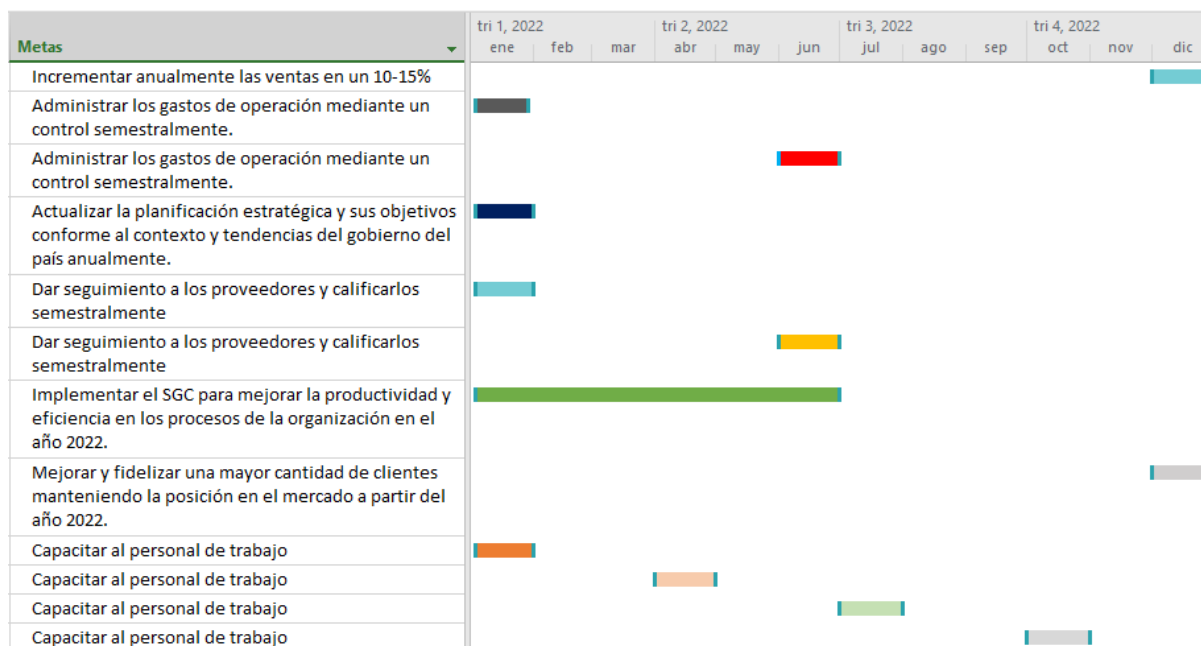 tri 1, 2022 tri 2, 2022 tri 3, 2022 tri 4, 2022
Metas ene feb mar abr may jun jul ago sep oct nov dic
Incrementar anualmente las ventas en un 10-15%
Administrar los gastos de operación mediante un
control semestralmente.
Administrar los gastos de operación mediante un
control semestralmente.
Actualizar la planificación estratégica y sus objetivos
conforme al contexto y tendencias del gobierno del
país anualmente.
Dar seguimiento a los proveedores y calificarlos
semestralmente
Dar seguimiento a los proveedores y calificarlos
semestralmente
Implementar el SGC para mejorar la productividad y
eficiencia en los procesos de la organización en el
año 2022.
Mejorar y fidelizar una mayor cantidad de clientes
manteniendo la posición en el mercado a partir del
año 2022.
Capacitar al personal de trabajo
Capacitar al personal de trabajo
Capacitar al personal de trabajo
Capacitar al personal de trabajo